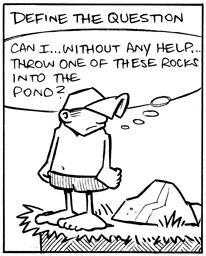 DEFINE THE QUESTION
CAN I...WITHOUT ANY HELP...
THROW ONE OF THESE ROCKS
INTO THE
POND?